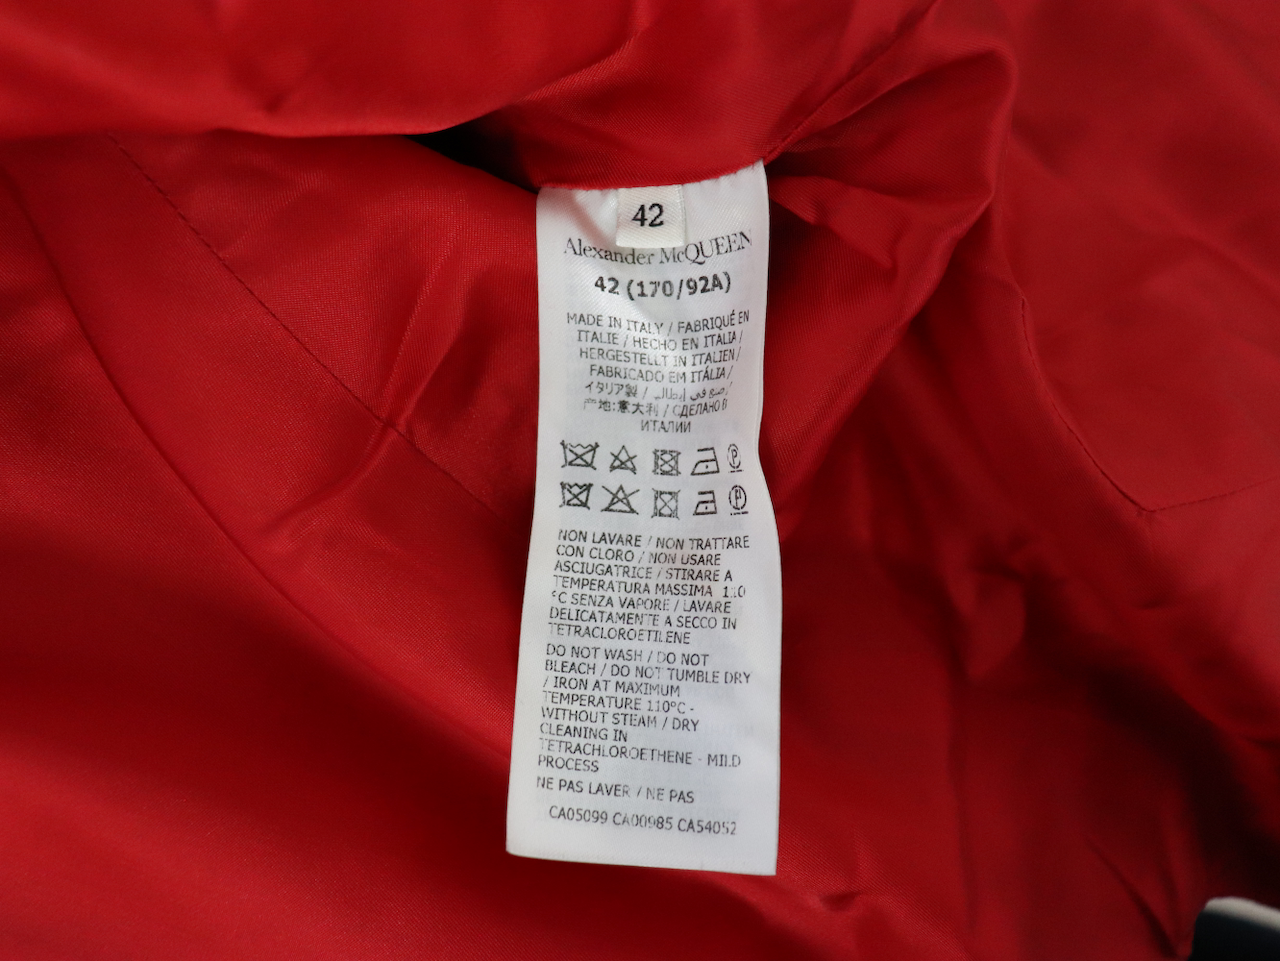 42
Alexander McQUEEN
42 (170/92A)
MADE IN ITALY / FABRIQUÉ EN
ITALIE / HECHO EN ITALIA /
HERGESTELLT IN ITALIEN /
FABRICADO EM ITÁLIA /
イタリア製 / صنع في إيطاليا /
产地:意大利 / СДЕЛАНО В
ИТАЛИИ
NON LAVARE / NON TRATTARE
CON CLORO / NON USARE
ASCIUGATRICE / STIRARE A
TEMPERATURA MASSIMA 110
°C SENZA VAPORE / LAVARE
DELICATAMENTE A SECCO IN
TETRACLOROETILENE
DO NOT WASH / DO NOT
BLEACH / DO NOT TUMBLE DRY
/ IRON AT MAXIMUM
TEMPERATURE 110°C -
WITHOUT STEAM / DRY
CLEANING IN
TETRACHLOROETHENE - MILD
PROCESS
NE PAS LAVER / NE PAS
CA05099 CA00985 CA54052